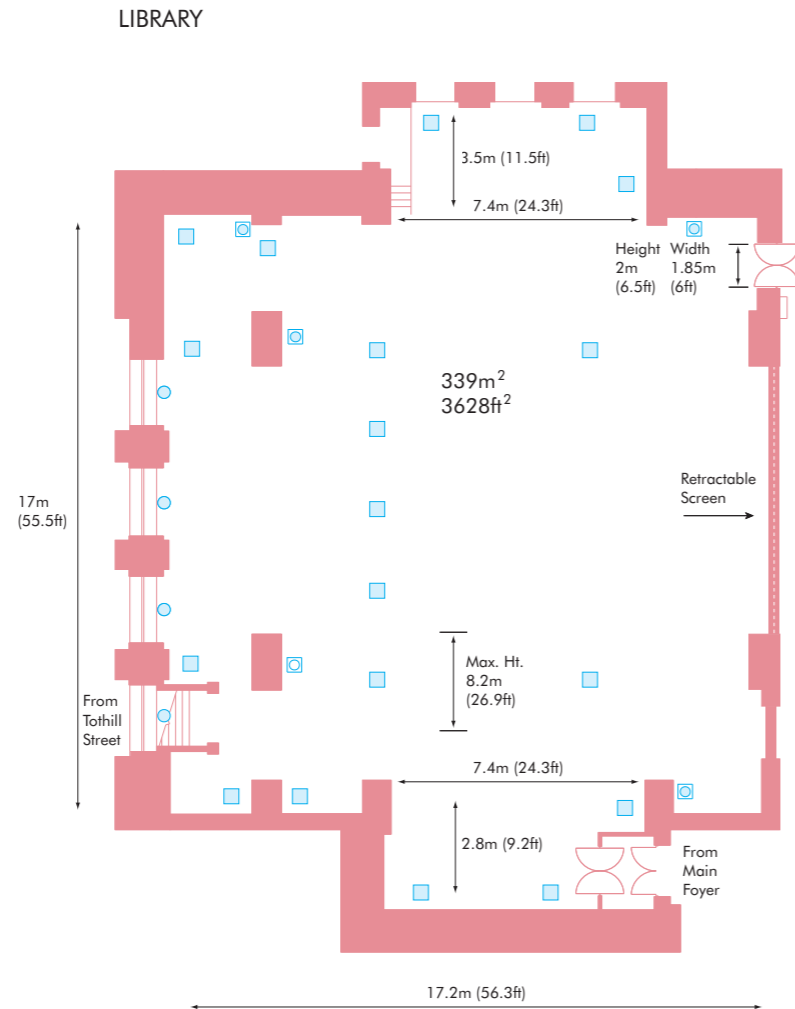 LIBRARY
3.5m (11.5ft)
7.4m (24.3ft)
Height Width
2m 1.85m
(6.5ft) (6ft)
339m²
3628ft²
Retractable
Screen
17m
(55.5ft)
Max. Ht.
8.2m
(26.9ft)
From
Tothill
Street
7.4m (24.3ft)
2.8m (9.2ft)
From
Main
Foyer
17.2m (56.3ft)